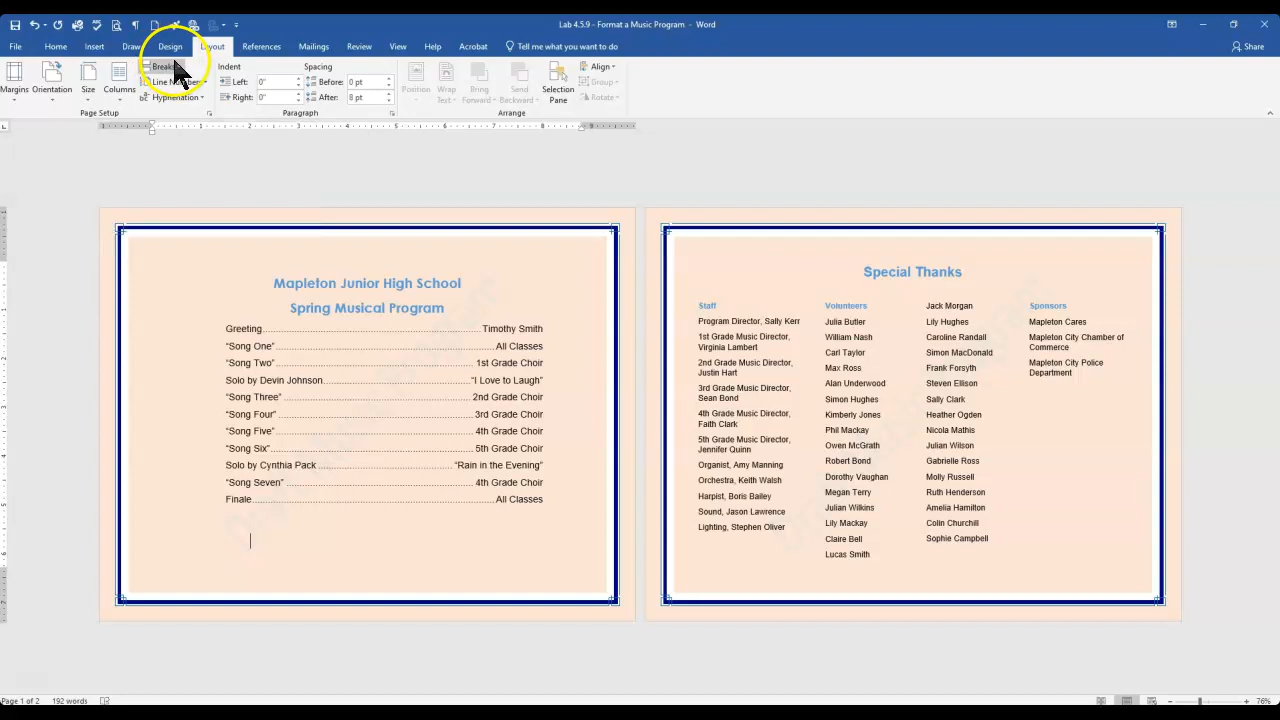 Lab 4.5.9 - Format a Music Program - Word
File Home Insert Draw Design Layout References Mailings Review View Help Acrobat Tell me what you want to do Share
Margins Orientation Size Columns
Breaks
Line Numbers
Hyphenation
Page Setup
Indent Spacing
Left: 0" Before: 0 pt
Right: 0" After: 8 pt
Paragraph
Position Wrap Text Bring Forward Send Backward Selection Pane
Align
Group
Rotate
Arrange
Mapleton Junior High School
Spring Musical Program
Greeting Timothy Smith
“Song One” All Classes
“Song Two” 1st Grade Choir
Solo by Devin Johnson “I Love to Laugh”
“Song Three” 2nd Grade Choir
“Song Four” 3rd Grade Choir
“Song Five” 4th Grade Choir
“Song Six” 5th Grade Choir
Solo by Cynthia Pack “Rain in the Evening”
“Song Seven” 4th Grade Choir
Finale All Classes
Special Thanks
Staff
Program Director, Sally Kerr
1st Grade Music Director,
Virginia Lambert
2nd Grade Music Director,
Justin Hart
3rd Grade Music Director,
Sean Bond
4th Grade Music Director,
Faith Clark
5th Grade Music Director,
Jennifer Quinn
Organist, Amy Manning
Orchestra, Keith Walsh
Harpist, Boris Bailey
Sound, Jason Lawrence
Lighting, Stephen Oliver
Volunteers
Julia Butler
William Nash
Carl Taylor
Max Ross
Alan Underwood
Simon Hughes
Kimberly Jones
Phil Mackay
Owen McGrath
Robert Bond
Dorothy Vaughan
Megan Terry
Julian Wilkins
Lily Mackay
Claire Bell
Lucas Smith
Jack Morgan
Lily Hughes
Caroline Randall
Simon MacDonald
Frank Forsyth
Steven Ellison
Sally Clark
Heather Ogden
Nicola Mathis
Julian Wilson
Gabrielle Ross
Molly Russell
Ruth Henderson
Amelia Hamilton
Colin Churchill
Sophie Campbell
Sponsors
Mapleton Cares
Mapleton City Chamber of
Commerce
Mapleton City Police
Department
Page 1 of 2 192 words 76%